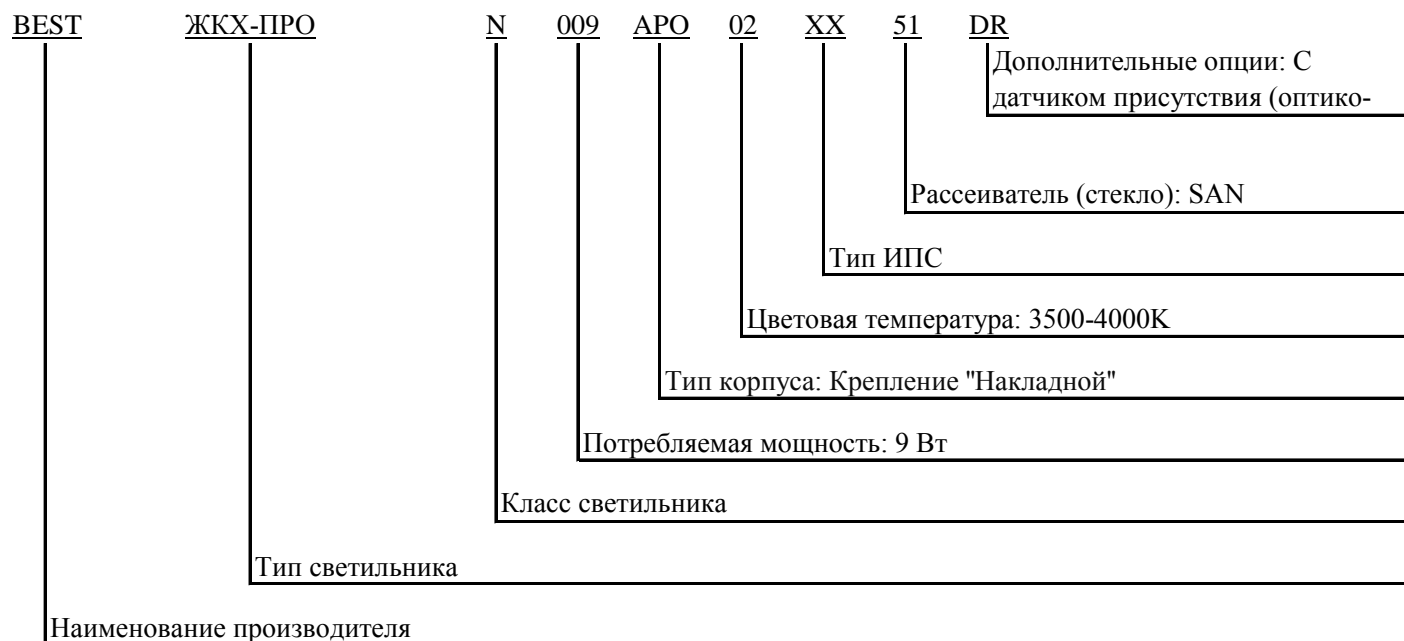 BEST ЖКХ-ПРО N 009 АРО 02 XX 51 DR
Дополнительные опции: С
датчиком присутствия (оптико-
Рассеиватель (стекло): SAN
Тип ИПС
Цветовая температура: 3500-4000K
Тип корпуса: Крепление "Накладной"
Потребляемая мощность: 9 Вт
Класс светильника
Тип светильника
Наименование производителя